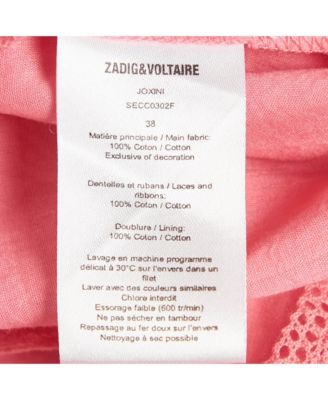 ZADIG&VOLTAIRE
JOXINI
SECC0302F
38
Matière principale / Main fabric:
100% Coton / Cotton
Exclusive of decoration
Dentelles et rubans / Laces and
ribbons:
100% Coton / Cotton
Doublure / Lining:
100% Coton / Cotton
Lavage en machine programme
délicat à 30°C sur l'envers dans un
filet
Laver avec des couleurs similaires
Chlore interdit
Essorage faible (600 tr/min)
Ne pas sécher en tambour
Repassage au fer doux sur l'envers
Nettoyage à sec possible